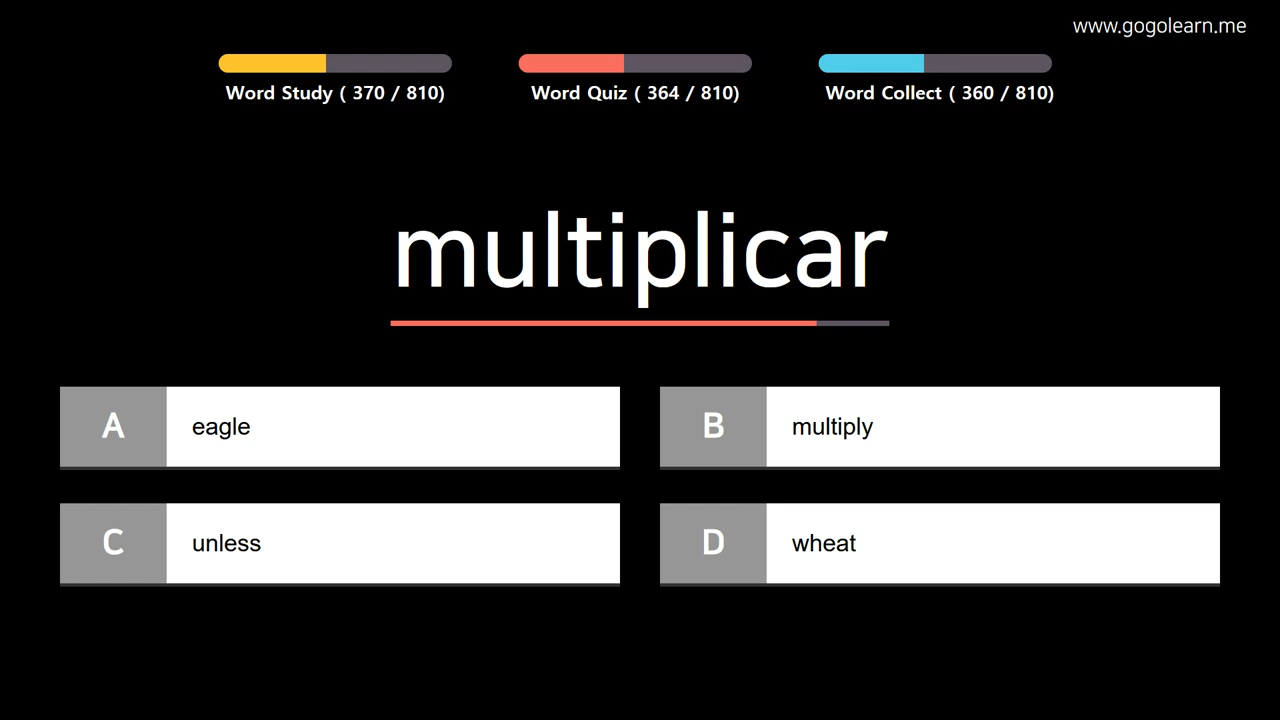 www.gogolearn.me
Word Study ( 370 / 810)
Word Quiz ( 364 / 810)
Word Collect ( 360 / 810)
multiplicar
A eagle
B multiply
C unless
D wheat